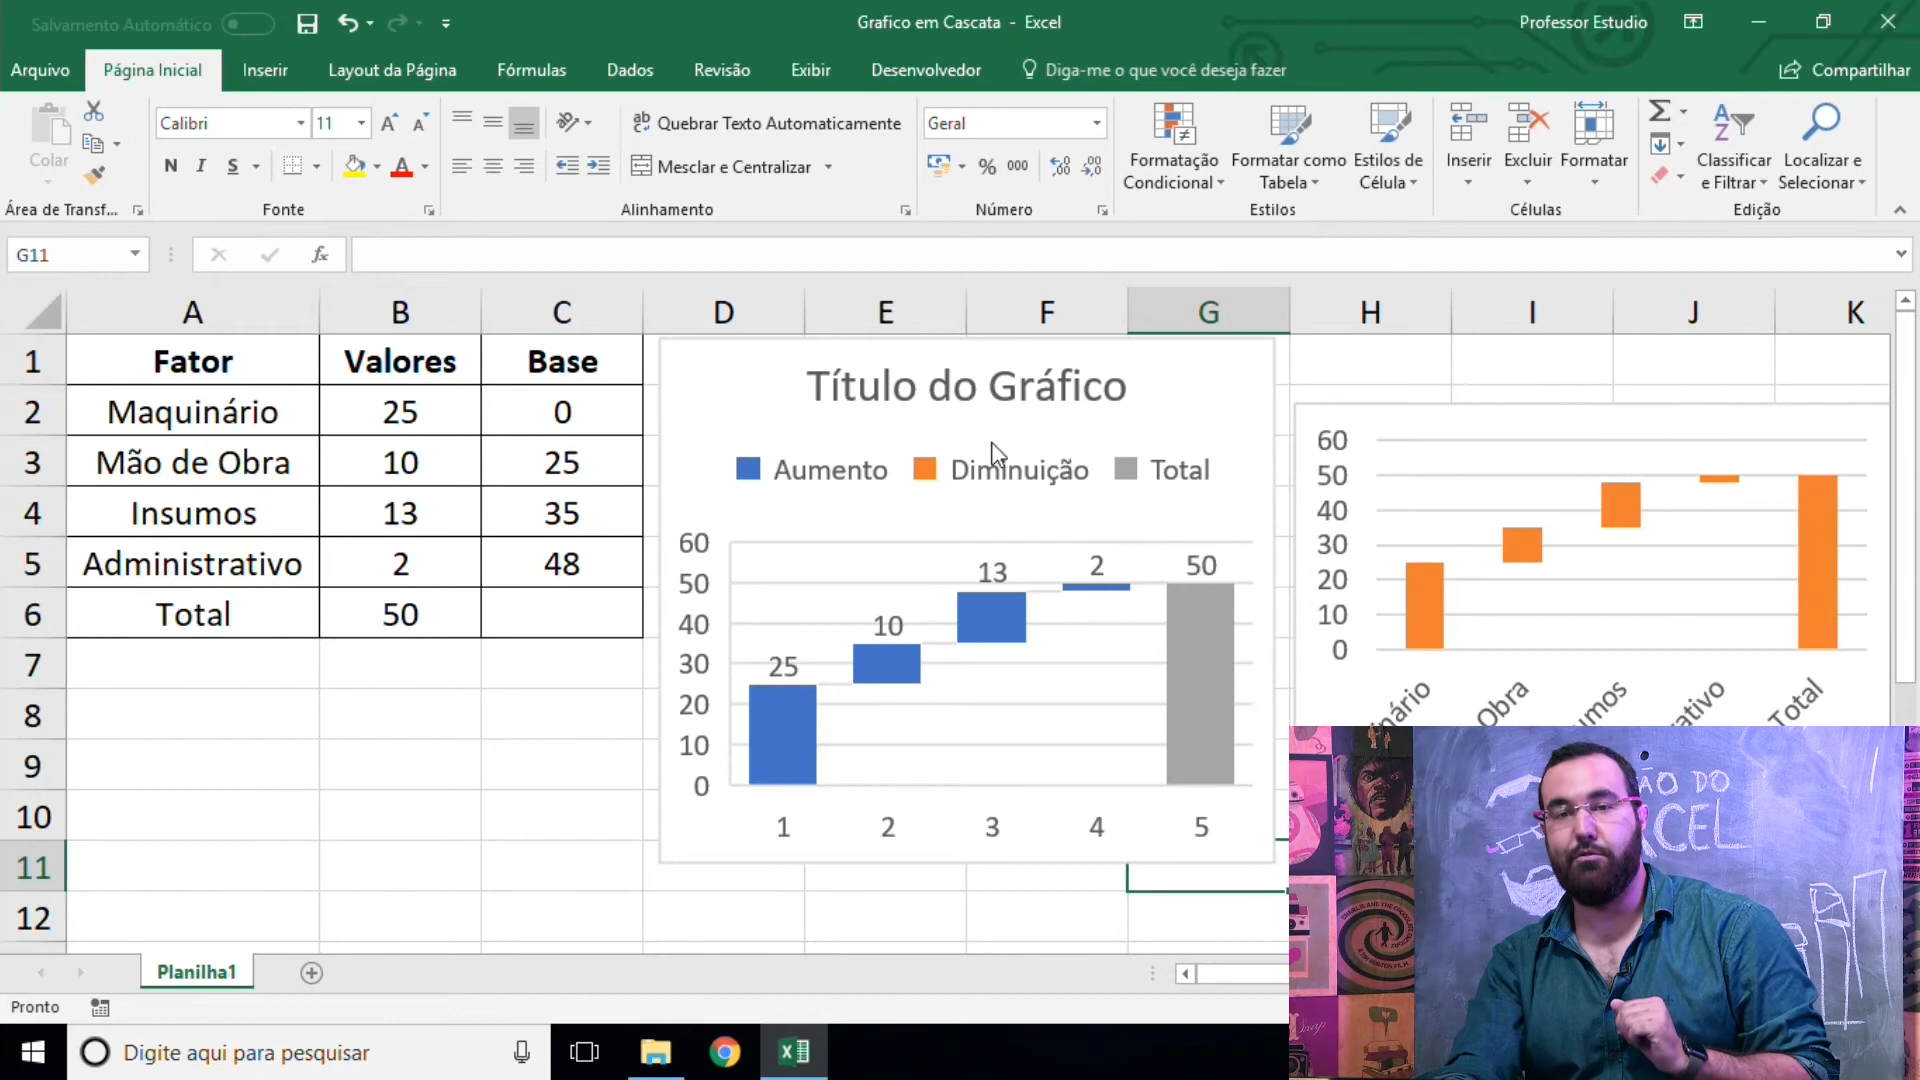 Salvamento Automático
Grafico em Cascata - Excel
Professor Estudio
Arquivo Página Inicial Inserir Layout da Página Fórmulas Dados Revisão Exibir Desenvolvedor Diga-me o que você deseja fazer Compartilhar
Colar
Calibri 11
N I S
Quebrar Texto Automaticamente
Mesclar e Centralizar
Geral
% 000
Formatação Condicional
Formatar como Tabela
Estilos de Célula
Inserir
Excluir
Formatar
Classificar e Filtrar
Localizar e Selecionar
Área de Transf... Fonte Alinhamento Número Estilos Células Edição
G11 fx
A B C D E F G H I J K
1 Fator Valores Base
2 Maquinário 25 0
3 Mão de Obra 10 25
4 Insumos 13 35
5 Administrativo 2 48
6 Total 50
7
8
9
10
11
12
Título do Gráfico
Aumento Diminuição Total
60
50
40
30
20
10
0
25 10 13 2 50
1 2 3 4 5
60
50
40
30
20
10
0
inário Obra umos rativo Total
ÃO DO
XCEL
Planilha1
Pronto
Digite aqui para pesquisar